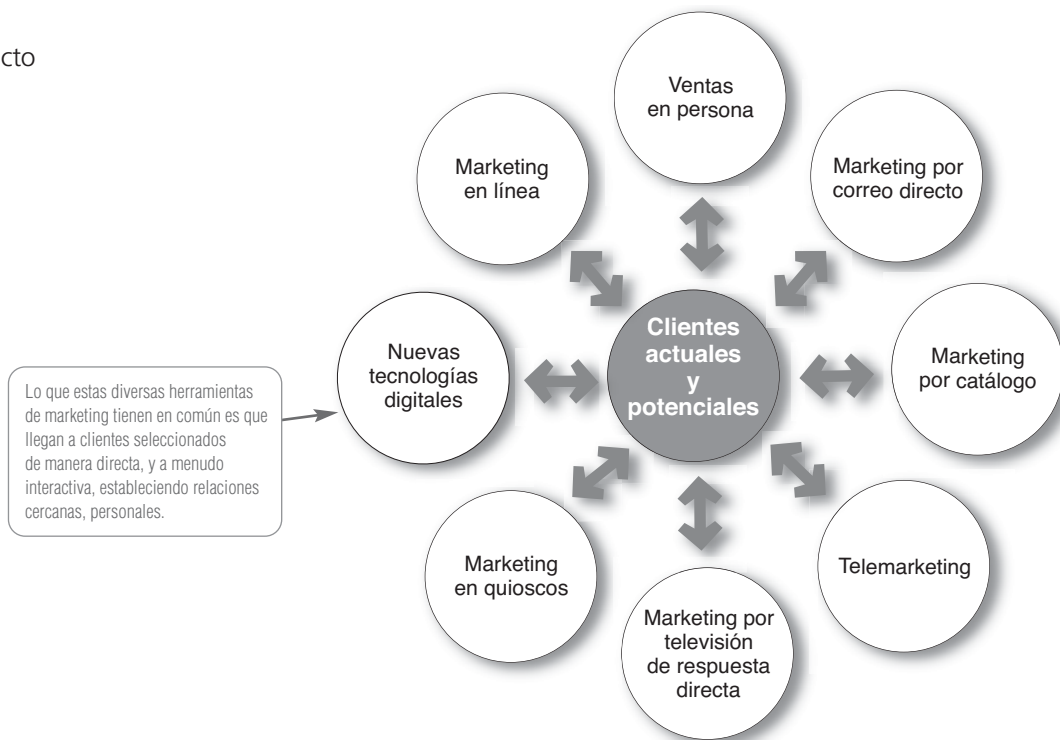 cto
Ventas
en persona
Marketing por
correo directo
Marketing
por catálogo
Telemarketing
Marketing por
televisión
de respuesta
directa
Marketing
en quioscos
Nuevas
tecnologías
digitales
Marketing
en línea
Clientes
actuales
y
potenciales
Lo que estas diversas herramientas
de marketing tienen en común es que
llegan a clientes seleccionados
de manera directa, y a menudo
interactiva, estableciendo relaciones
cercanas, personales.